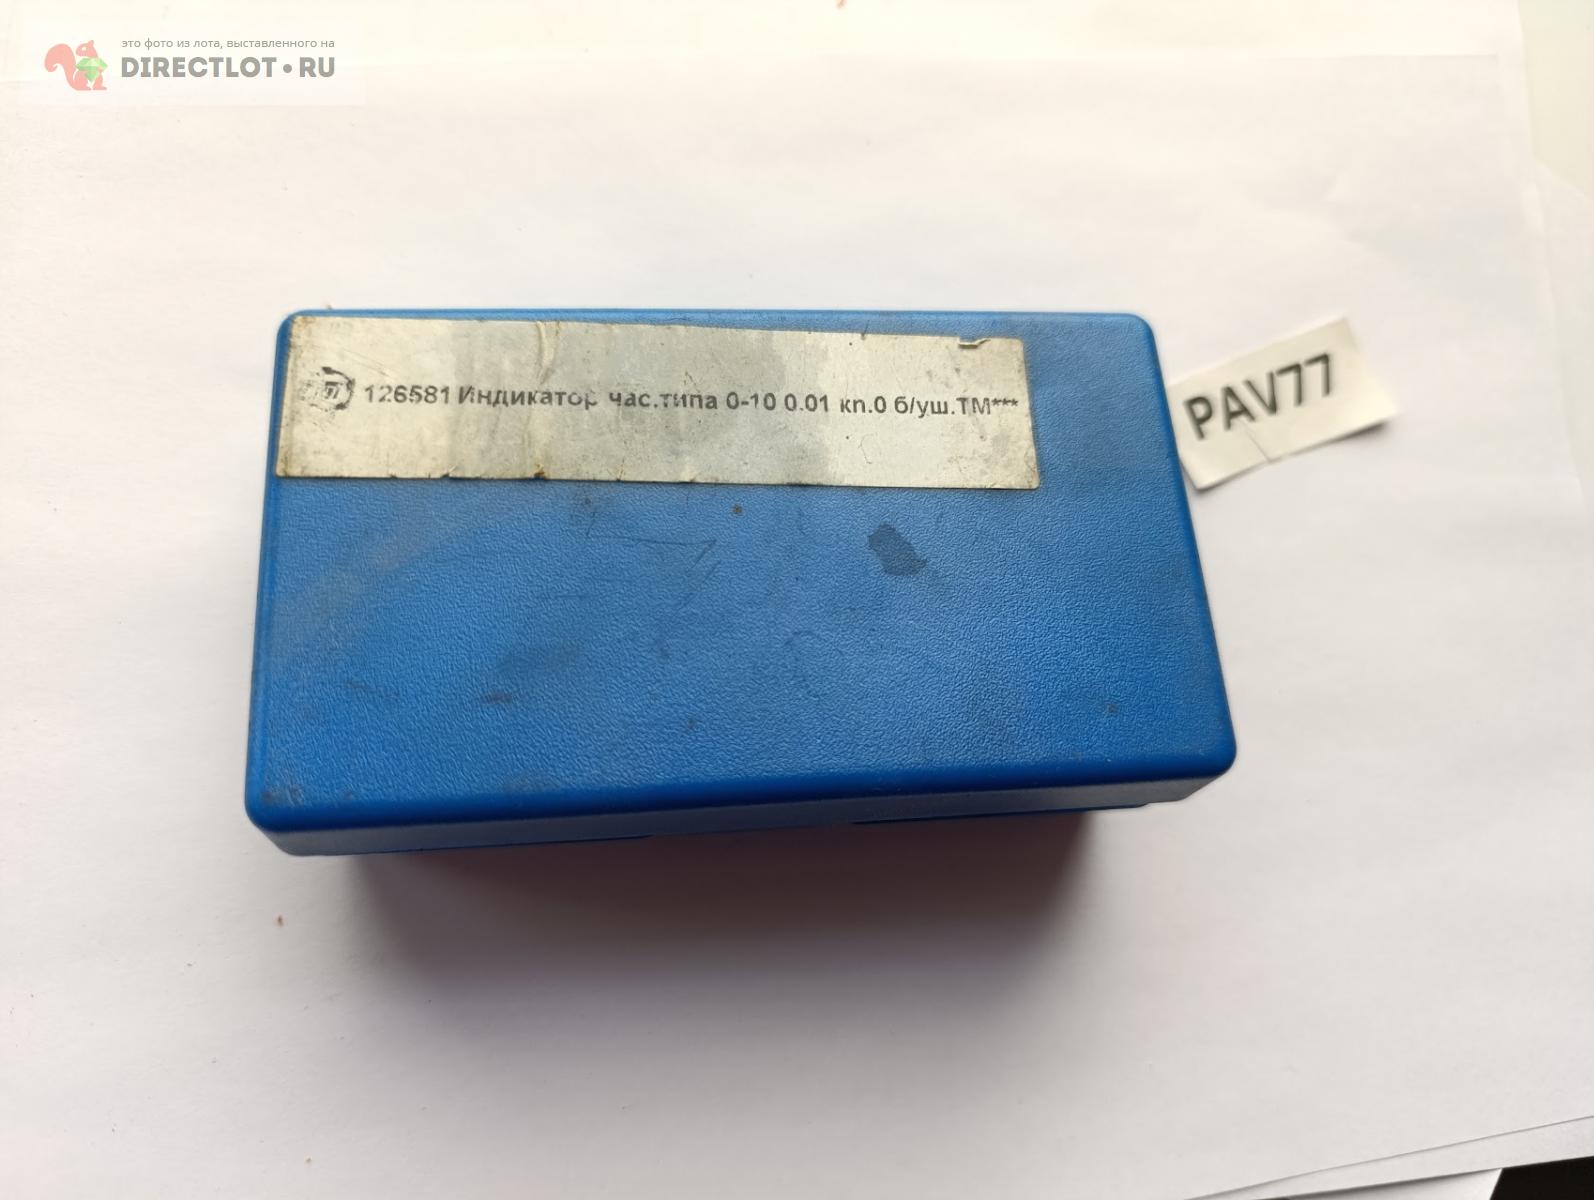 это фото из лота, выставленного на
DIRECTLOT•RU
126581 Индикатор час.типа 0-10 0.01 кл.0 б/уш.ТМ***
PAV77